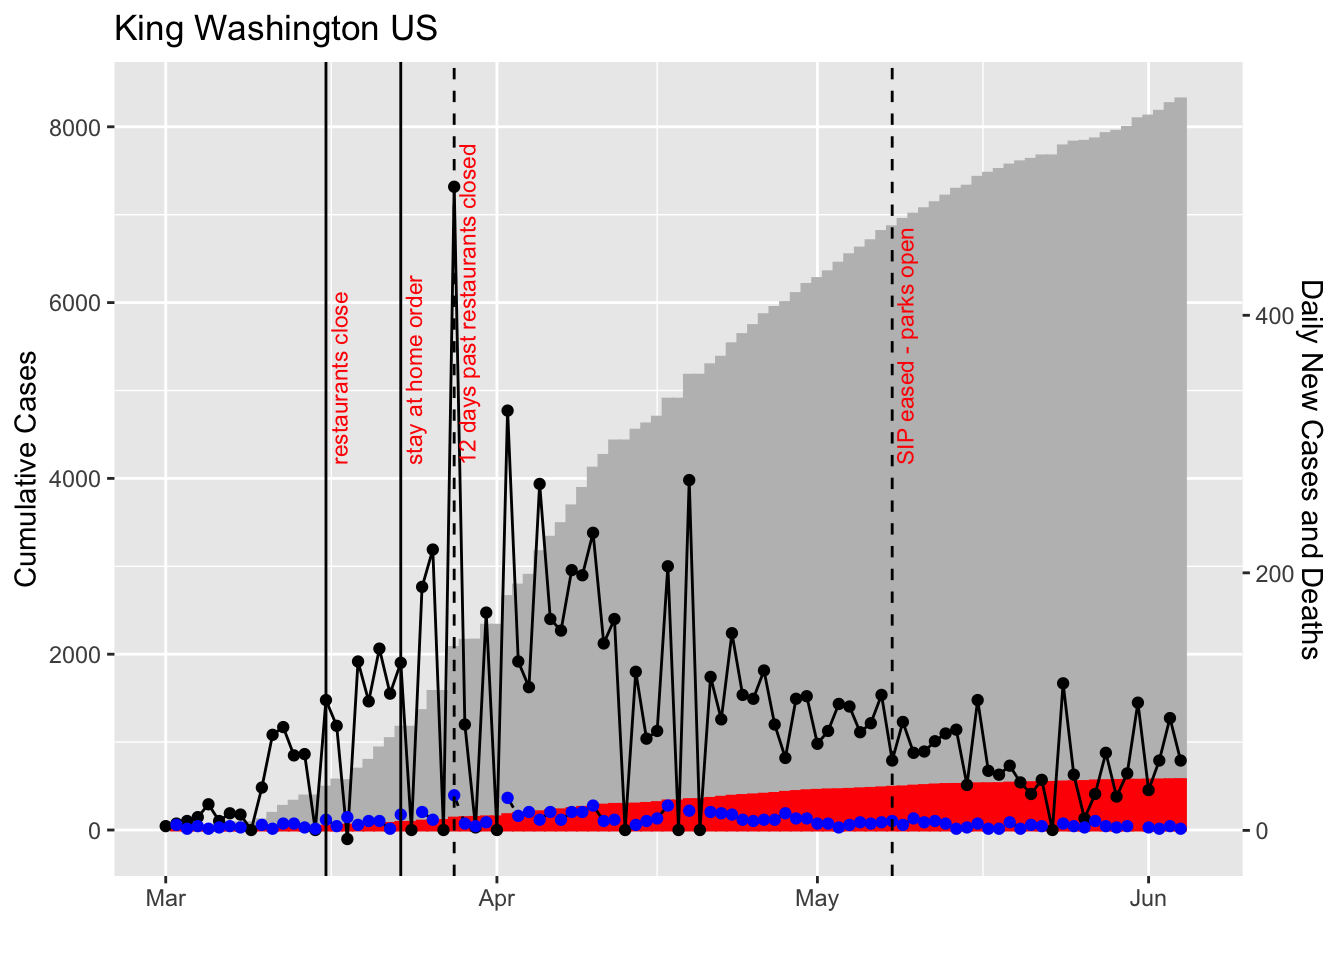 King Washington US
8000
6000
4000
2000
0
Cumulative Cases
restaurants close
stay at home order
12 days past restaurants closed
SIP eased - parks open
400
200
0
Daily New Cases and Deaths
Mar
Apr
May
Jun